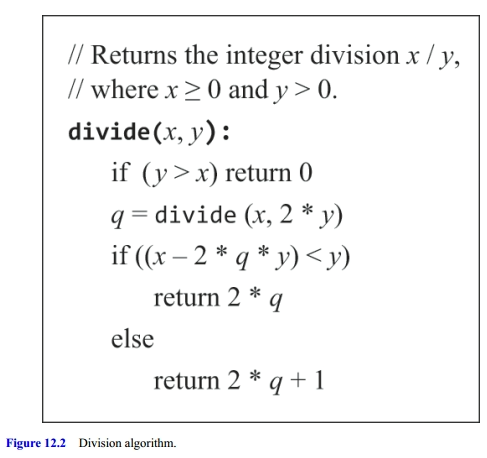 // Returns the integer division x / y,
// where x ≥ 0 and y > 0.
divide(x, y):
if (y > x) return 0
q = divide (x, 2 * y)
if ((x – 2 * q * y) < y)
return 2 * q
else
return 2 * q + 1
Figure 12.2 Division algorithm.